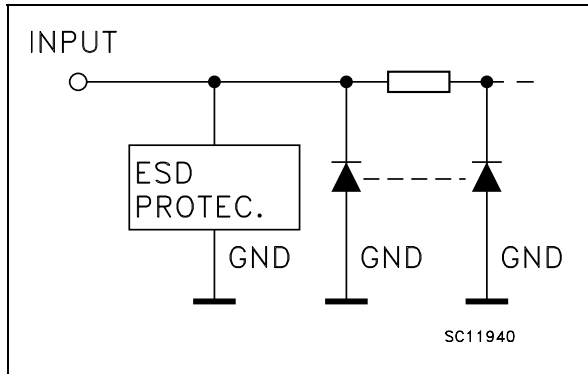 INPUT
ESD
PROTEC.
GND
GND
GND
SC11940